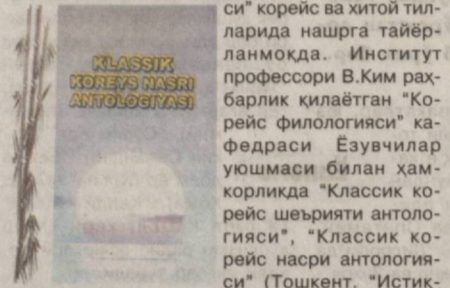 KLASSIK
KOREYS NASRI
ANTOLOGIYASI
си” корейс ва хитой тил-
ларида нашрга тайёр-
ланмоқда. Институт
профессори В.Ким раҳ-
барлик қилаётган “Ко-
рейс филологияси” ка-
федраси Ёзувчилар
уюшмаси билан ҳам-
корликда “Классик ко-
рейс шеърияти антоло-
гияси”, “Классик ко-
рейс насри антология-
си” (Тошкент, “Истик-